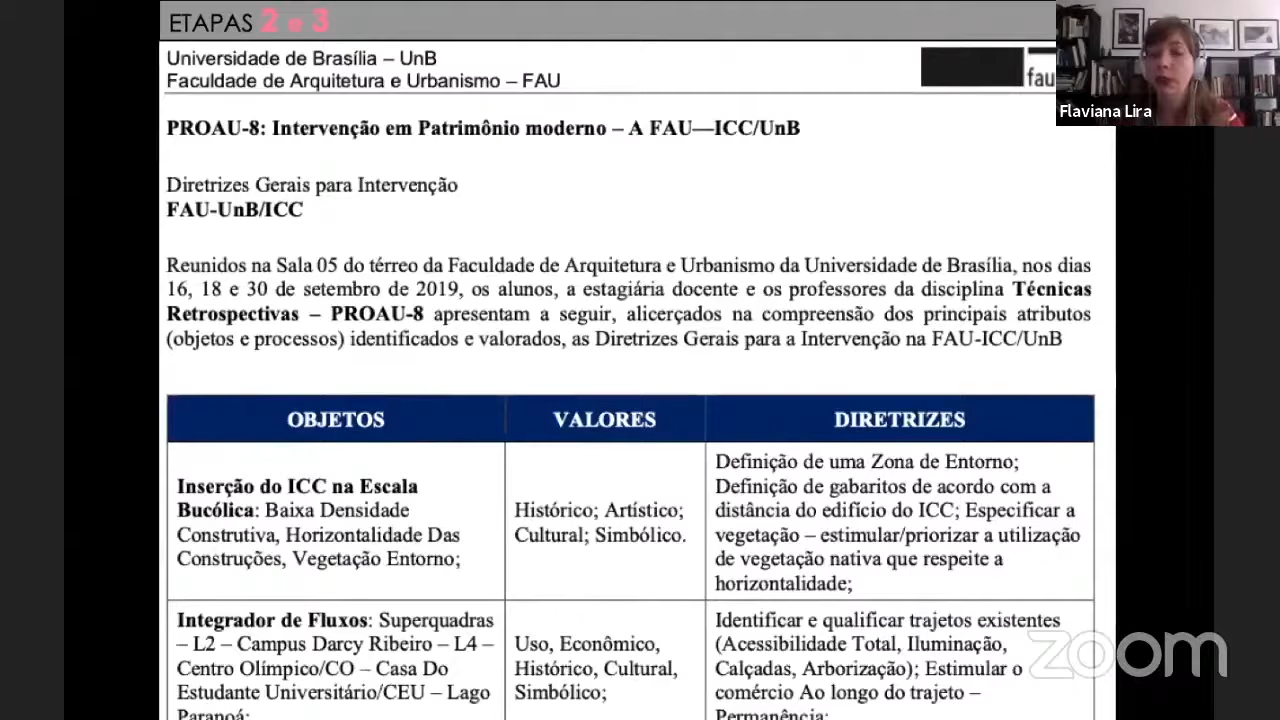 ETAPAS 2 e 3
Universidade de Brasília – UnB
Faculdade de Arquitetura e Urbanismo – FAU
fau
Flaviana Lira
PROAU-8: Intervenção em Patrimônio moderno – A FAU—ICC/UnB
Diretrizes Gerais para Intervenção
FAU-UnB/ICC
Reunidos na Sala 05 do térreo da Faculdade de Arquitetura e Urbanismo da Universidade de Brasília, nos dias
16, 18 e 30 de setembro de 2019, os alunos, a estagiária docente e os professores da disciplina Técnicas
Retrospectivas – PROAU-8 apresentam a seguir, alicerçados na compreensão dos principais atributos
(objetos e processos) identificados e valorados, as Diretrizes Gerais para a Intervenção na FAU-ICC/UnB
OBJETOS
VALORES
DIRETRIZES
Inserção do ICC na Escala
Bucólica: Baixa Densidade
Construtiva, Horizontalidade Das
Construções, Vegetação Entorno;
Histórico; Artístico;
Cultural; Simbólico.
Definição de uma Zona de Entorno;
Definição de gabaritos de acordo com a
distância do edifício do ICC; Especificar a
vegetação – estimular/priorizar a utilização
de vegetação nativa que respeite a
horizontalidade;
Integrador de Fluxos: Superquadras
– L2 – Campus Darcy Ribeiro – L4 –
Centro Olímpico/CO – Casa Do
Estudante Universitário/CEU – Lago
Paranoá;
Uso, Econômico,
Histórico, Cultural,
Simbólico;
Identificar e qualificar trajetos existentes
(Acessibilidade Total, Iluminação,
Calçadas, Arborização); Estimular o
comércio Ao longo do trajeto –
Permanência;
zoom